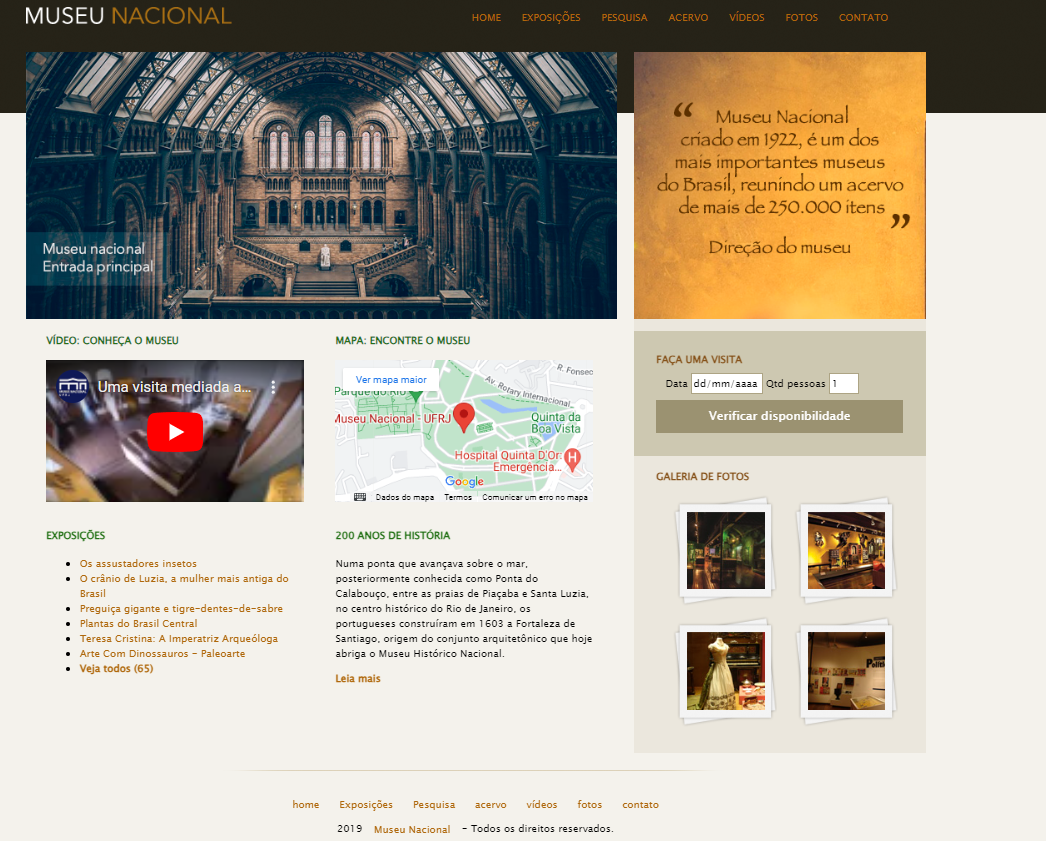 MUSEU NACIONAL
HOME EXPOSIÇÕES PESQUISA ACERVO VÍDEOS FOTOS CONTATO
Museu nacional
Entrada principal
“ Museu Nacional
criado em 1922, é um dos
mais importantes museus
do Brasil, reunindo um acervo
de mais de 250.000 itens ”
Direção do museu
VÍDEO: CONHEÇA O MUSEU
Uma visita mediada a...
MAPA: ENCONTRE O MUSEU
Ver mapa maior
R. Fonsec
Av. Rotary Internacional
Parque do Rio
Museu Nacional - UFRJ
Quinta da
Boa Vista
Hospital Quinta D'Or:
Emergência...
H
Google
Dados do mapa Termos Comunicar um erro no mapa
FAÇA UMA VISITA
Data dd/mm/aaaa Qtd pessoas 1
Verificar disponibilidade
GALERIA DE FOTOS
EXPOSIÇÕES
Os assustadores insetos
O crânio de Luzia, a mulher mais antiga do
Brasil
Preguiça gigante e tigre-dentes-de-sabre
Plantas do Brasil Central
Teresa Cristina: A Imperatriz Arqueóloga
Arte Com Dinossauros - Paleoarte
Veja todos (65)
200 ANOS DE HISTÓRIA
Numa ponta que avançava sobre o mar,
posteriormente conhecida como Ponta do
Calabouço, entre as praias de Piaçaba e Santa Luzia,
no centro histórico do Rio de Janeiro, os
portugueses construíram em 1603 a Fortaleza de
Santiago, origem do conjunto arquitetônico que hoje
abriga o Museu Histórico Nacional.
Leia mais
home Exposições Pesquisa acervo vídeos fotos contato
2019 Museu Nacional - Todos os direitos reservados.